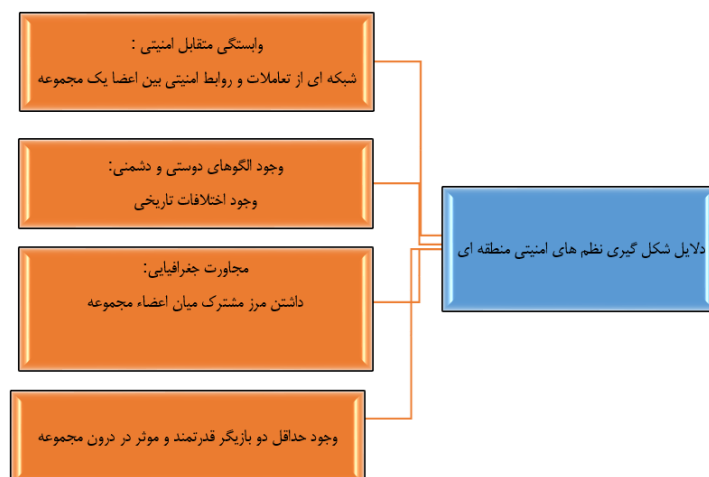 دلایل شکل گیری نظم های امنیتی منطقه ای
وابستگی متقابل امنیتی :
شبکه ای از تعاملات و روابط امنیتی بین اعضا یک مجموعه
وجود الگوهای دوستی و دشمنی:
وجود اختلافات تاریخی
مجاورت جغرافیایی:
داشتن مرز مشترک میان اعضاء مجموعه
وجود حداقل دو بازیگر قدرتمند و موثر در درون مجموعه